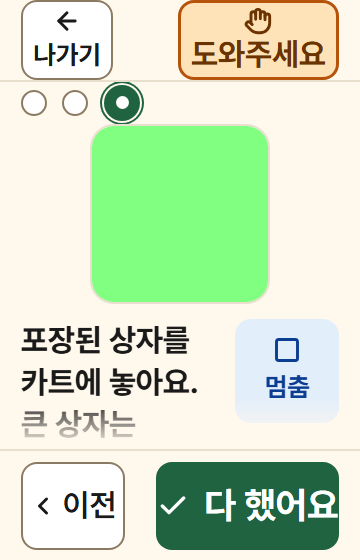 나가기
도와주세요
포장된 상자를
카트에 놓아요.
큰 상자는
멈춤
이전
다 했어요